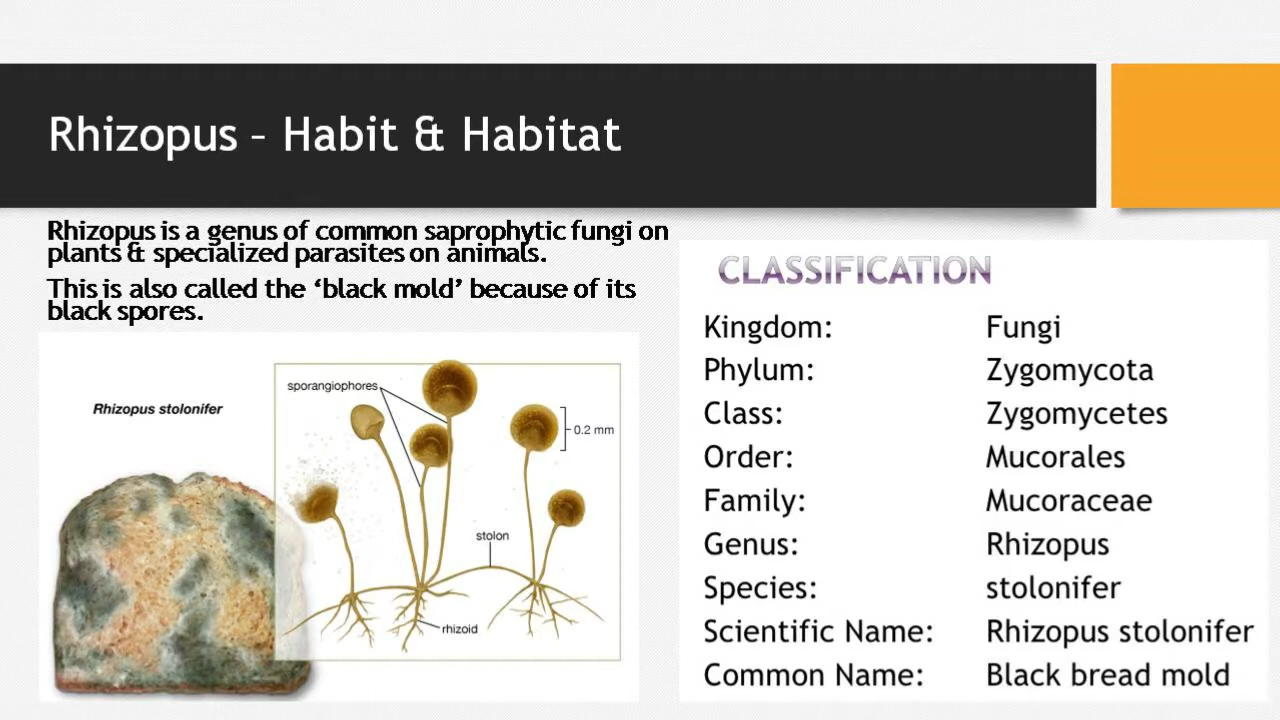 Rhizopus – Habit & Habitat
Rhizopus is a genus of common saprophytic fungi on
plants & specialized parasites on animals.
This is also called the ‘black mold’ because of its
black spores.
Rhizopus stolonifer
sporangiophores
0.2 mm
stolon
rhizoid
CLASSIFICATION
Kingdom: Fungi
Phylum: Zygomycota
Class: Zygomycetes
Order: Mucorales
Family: Mucoraceae
Genus: Rhizopus
Species: stolonifer
Scientific Name: Rhizopus stolonifer
Common Name: Black bread mold